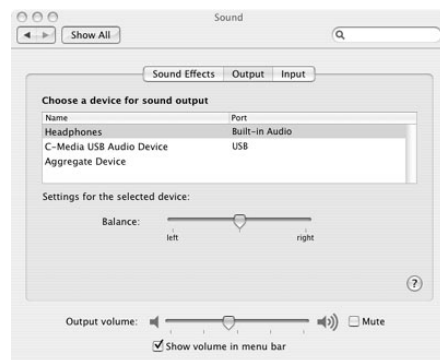 Sound
Show All
Sound Effects Output Input
Choose a device for sound output
Name Port
Headphones Built-in Audio
C-Media USB Audio Device USB
Aggregate Device
Settings for the selected device:
Balance:
left right
?
Output volume: Mute
Show volume in menu bar